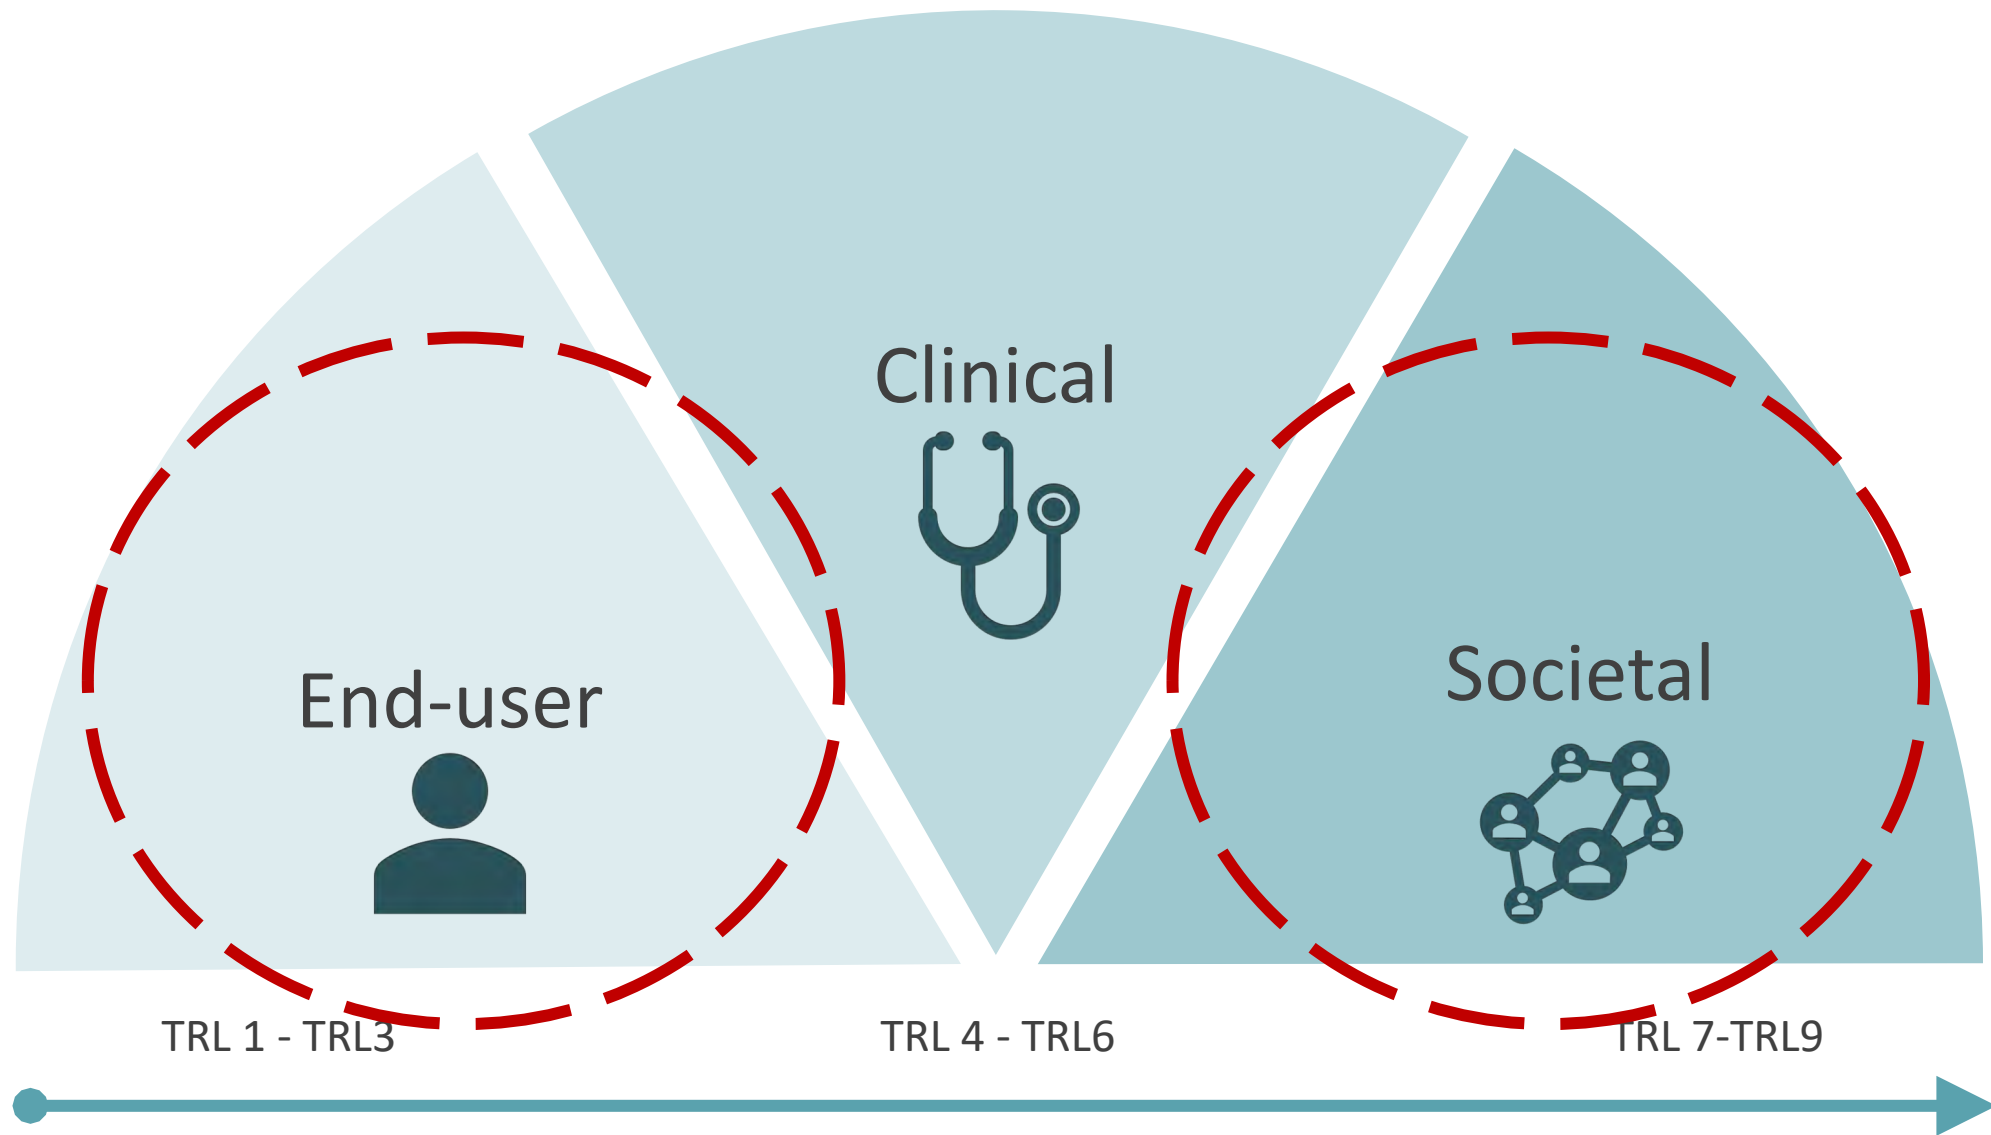 Clinical
End-user
Societal
TRL 1 - TRL3
TRL 4 - TRL6
TRL 7-TRL9